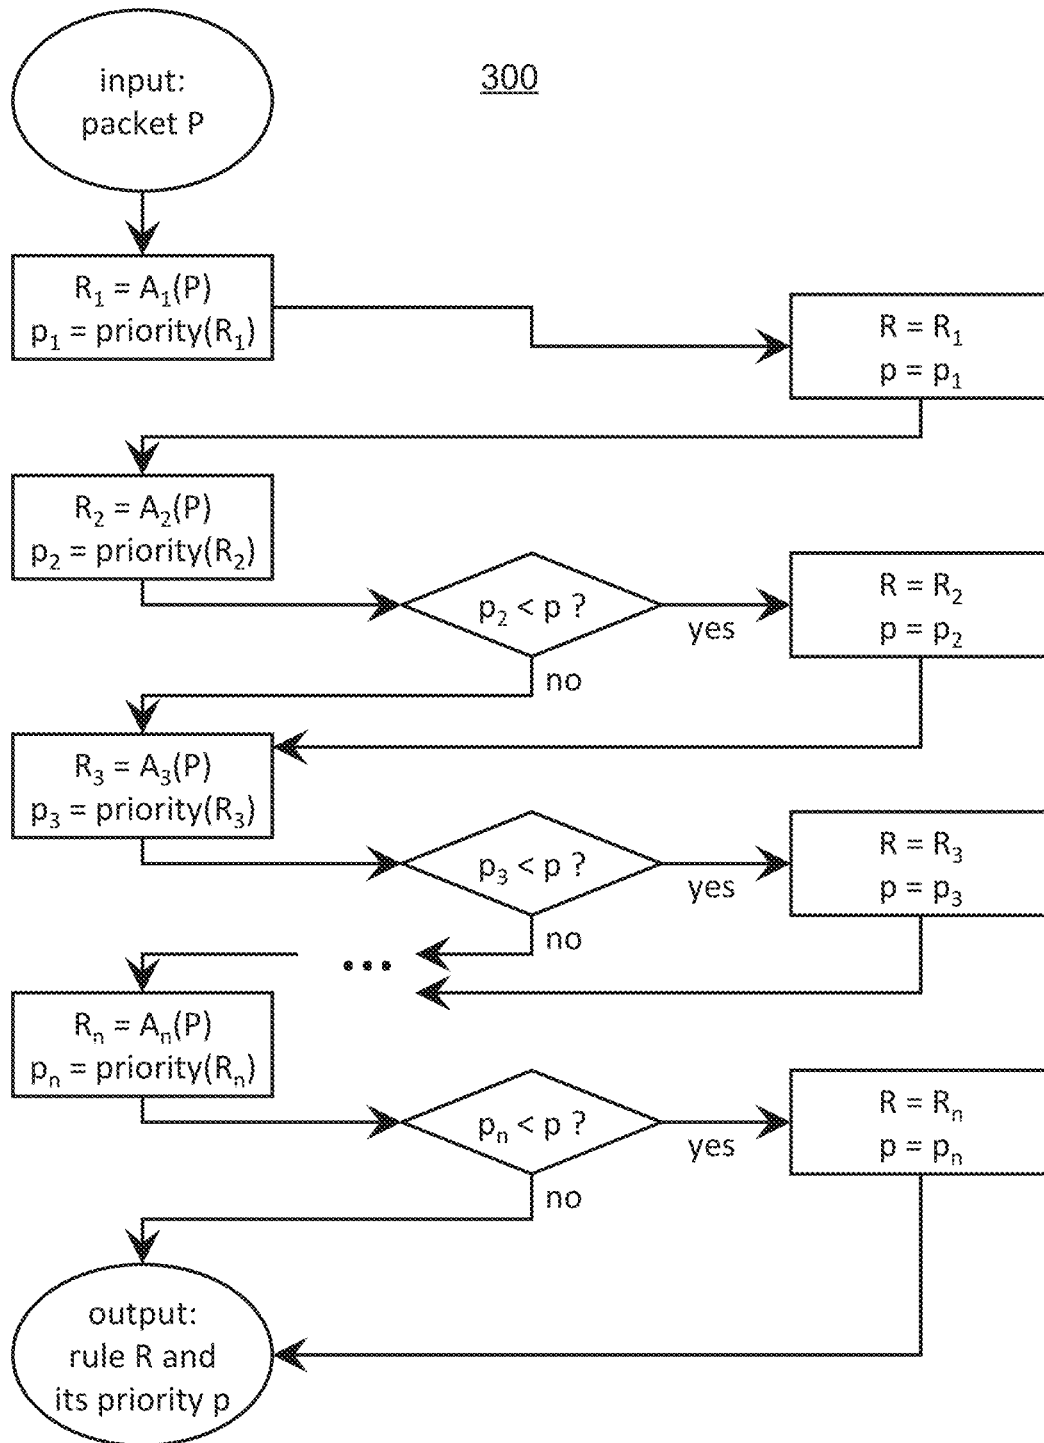 input:
packet P
300
R₁ = A₁(P)
p₁ = priority(R₁)
R = R₁
p = p₁
R₂ = A₂(P)
p₂ = priority(R₂)
p₂ < p ?
yes
no
R = R₂
p = p₂
R₃ = A₃(P)
p₃ = priority(R₃)
p₃ < p ?
yes
no
R = R₃
p = p₃
...
Rₙ = Aₙ(P)
pₙ = priority(Rₙ)
pₙ < p ?
yes
no
R = Rₙ
p = pₙ
output:
rule R and
its priority p